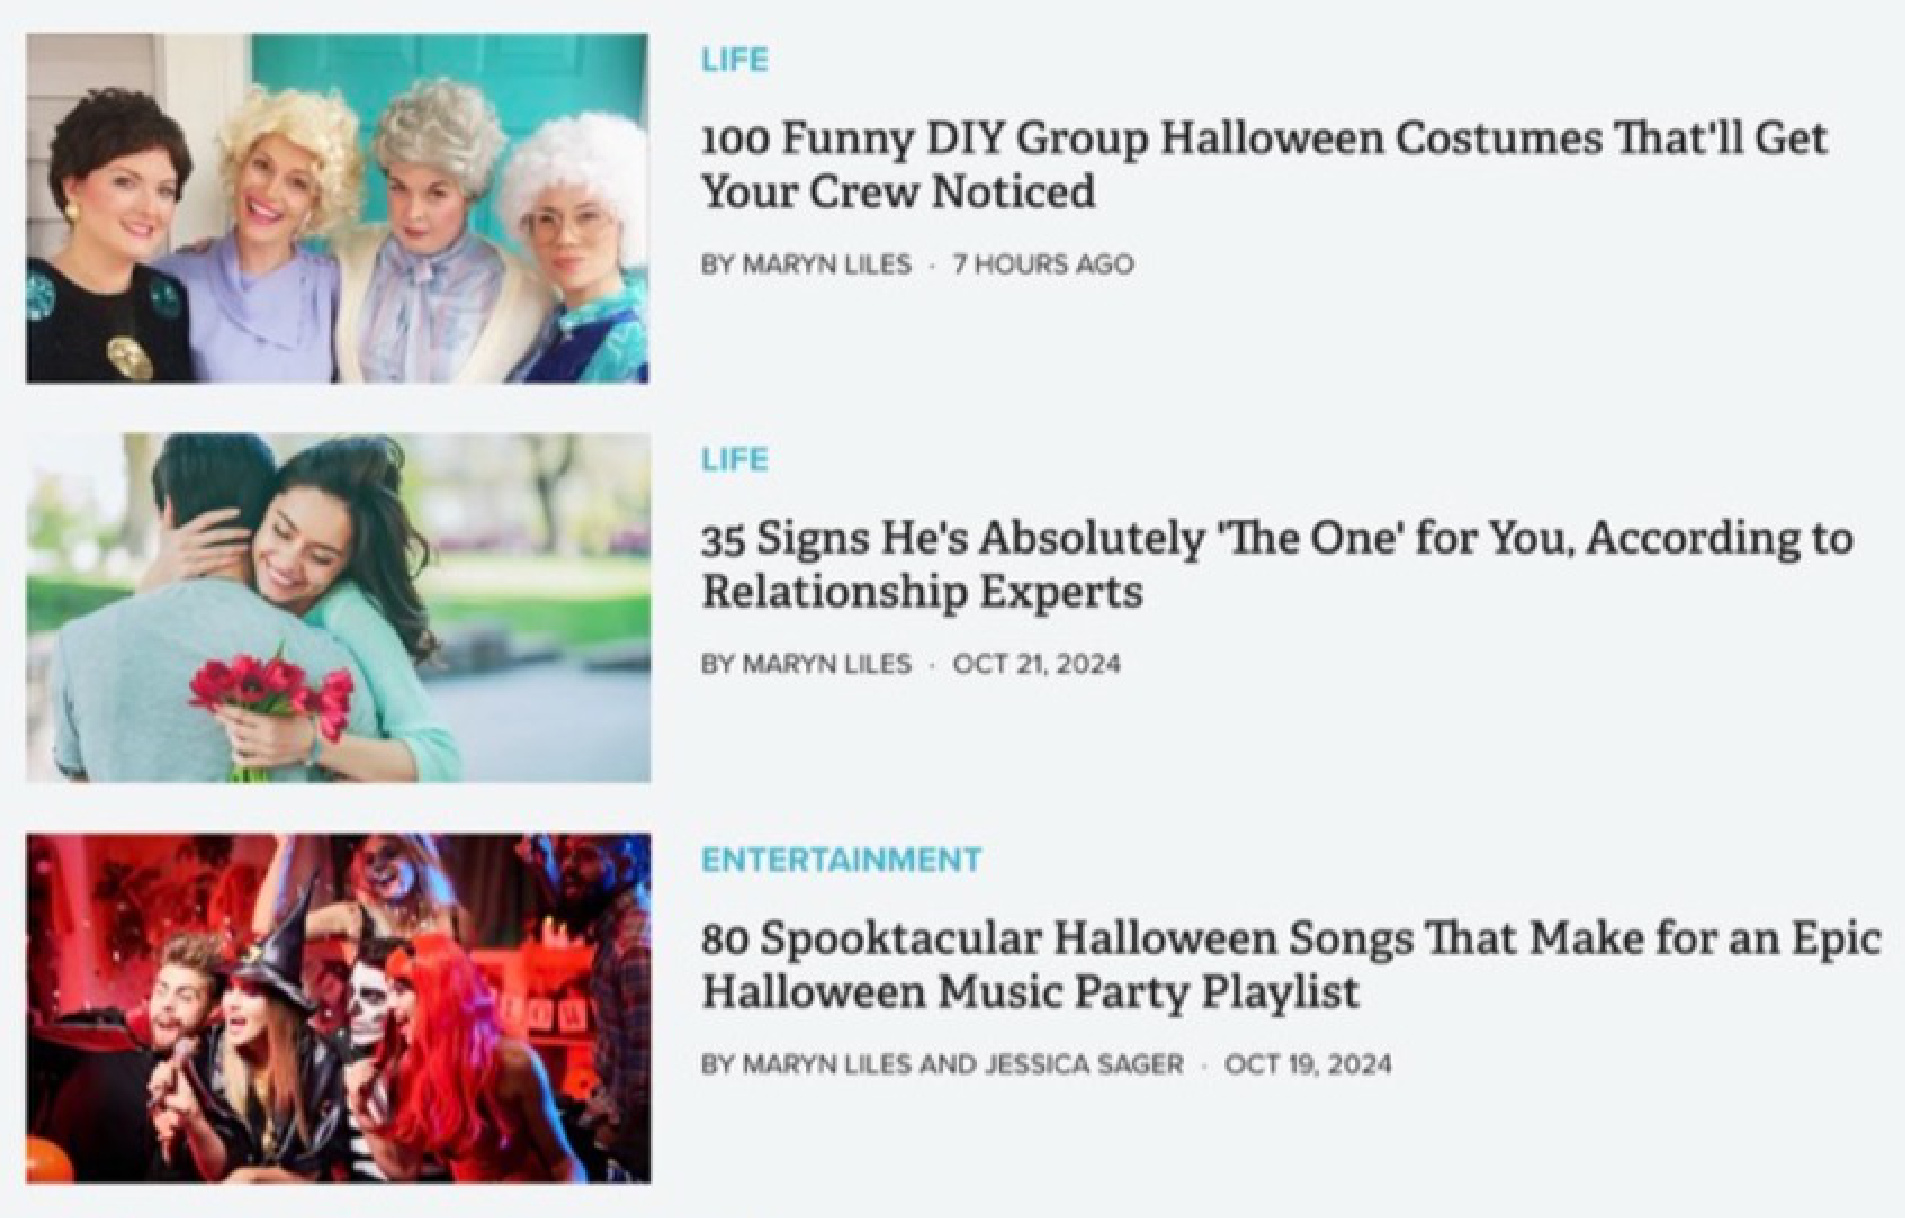 LIFE
100 Funny DIY Group Halloween Costumes That'll Get
Your Crew Noticed
BY MARYN LILES · 7 HOURS AGO
LIFE
35 Signs He's Absolutely 'The One' for You, According to
Relationship Experts
BY MARYN LILES · OCT 21, 2024
ENTERTAINMENT
80 Spooktacular Halloween Songs That Make for an Epic
Halloween Music Party Playlist
BY MARYN LILES AND JESSICA SAGER · OCT 19, 2024